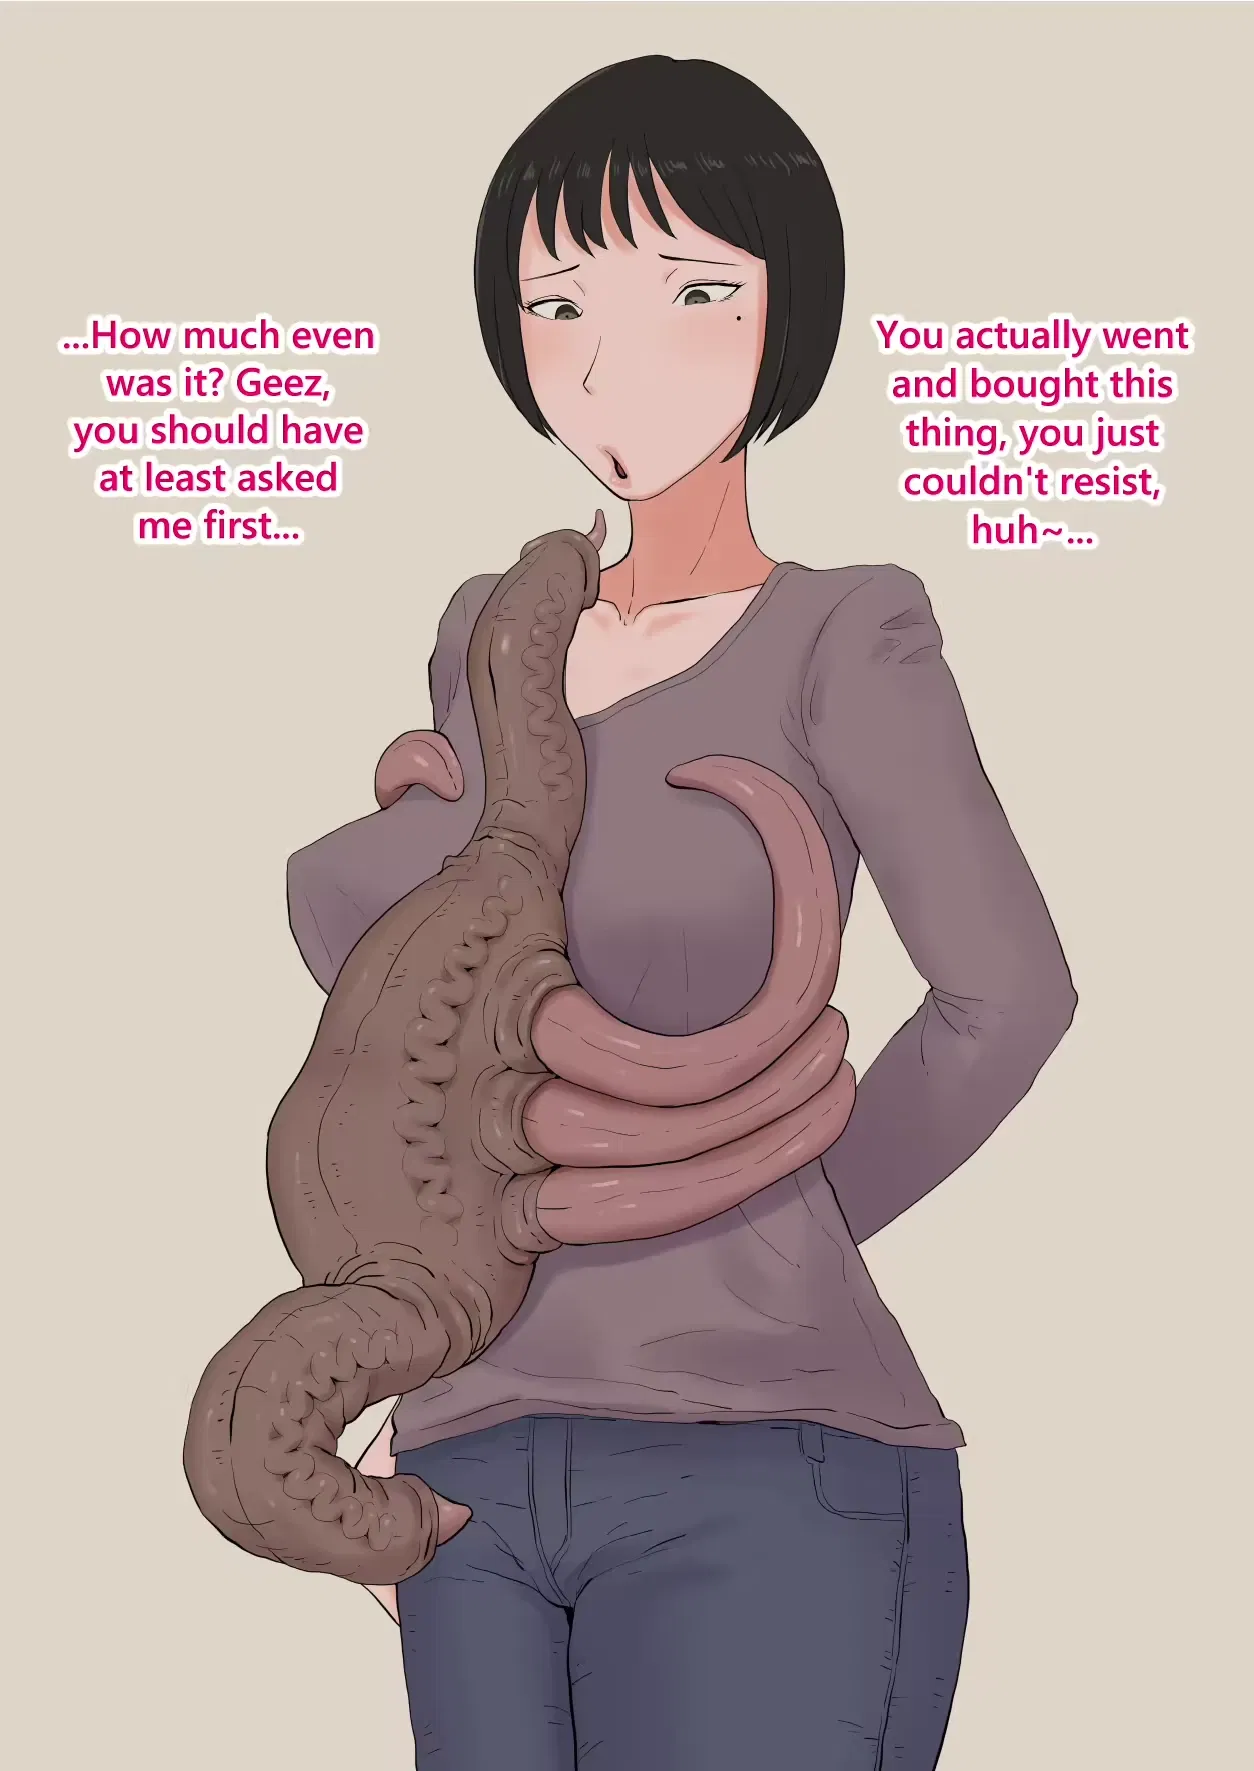 You actually went
and bought this
thing, you just
couldn't resist,
huh~...
...How much even
was it? Geez,
you should have
at least asked
me first...